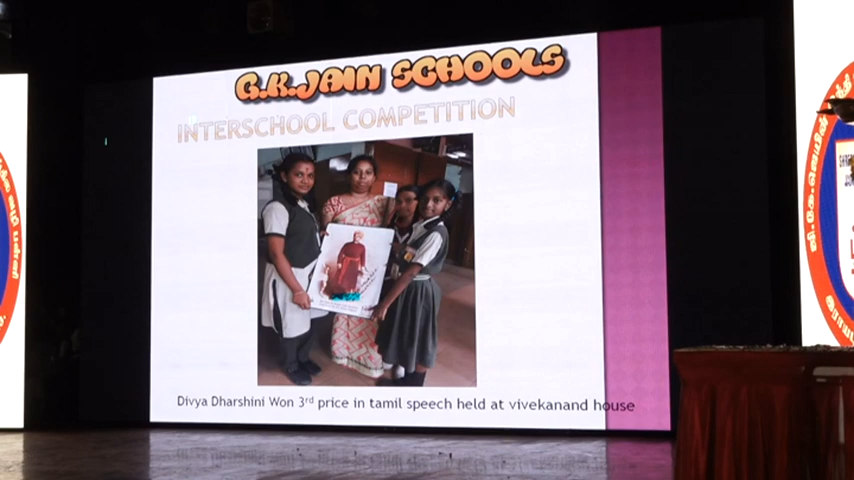 G.K.JAIN SCHOOLS
INTERSCHOOL COMPETITION
Divya Dharshini Won 3rd price in tamil speech held at vivekanand house